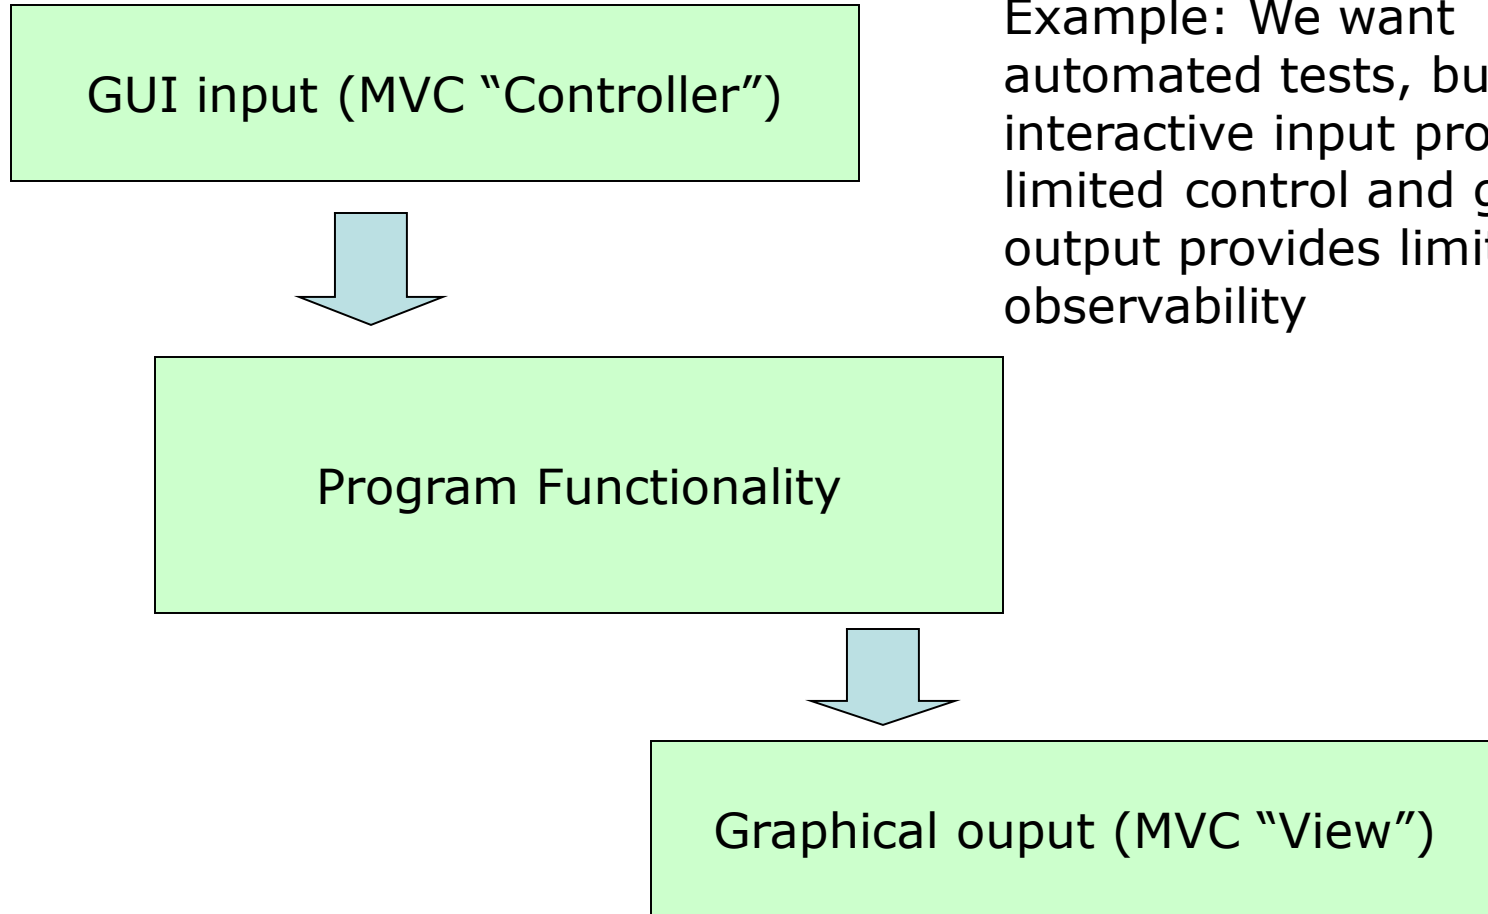 GUI input (MVC “Controller”)
Example: We want
automated tests, bu
interactive input pro
limited control and g
output provides limit
observability
Program Functionality
Graphical ouput (MVC “View”)